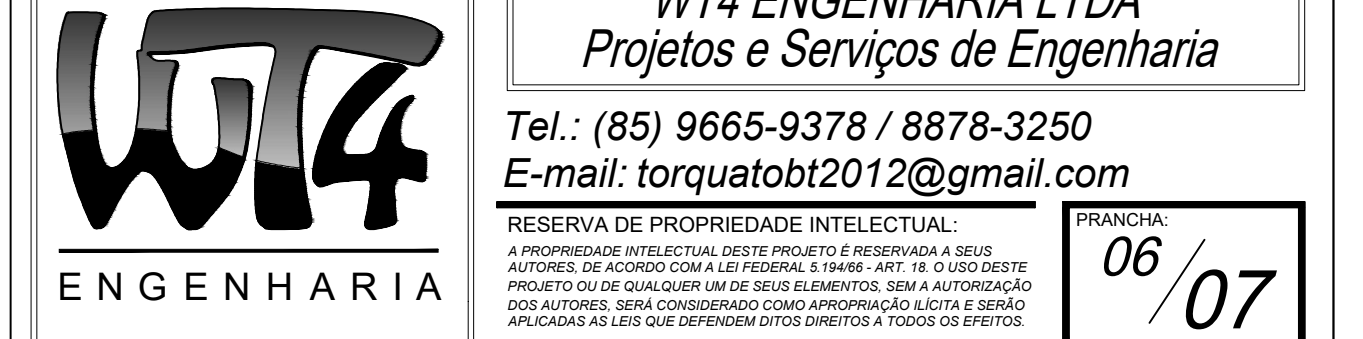 WT4
ENGENHARIA
WT4 ENGENHARIA LTDA
Projetos e Serviços de Engenharia
Tel.: (85) 9665-9378 / 8878-3250
E-mail: torquatobt2012@gmail.com
RESERVA DE PROPRIEDADE INTELECTUAL:
A PROPRIEDADE INTELECTUAL DESTE PROJETO É RESERVADA A SEUS
AUTORES, DE ACORDO COM A LEI FEDERAL 5.194/66 - ART. 18. O USO DESTE
PROJETO OU DE QUALQUER UM DE SEUS ELEMENTOS, SEM A AUTORIZAÇÃO
DOS AUTORES, SERÁ CONSIDERADO COMO APROPRIAÇÃO ILÍCITA E SERÃO
APLICADAS AS LEIS QUE DEFENDEM DITOS DIREITOS A TODOS OS EFEITOS.
PRANCHA:
06/07